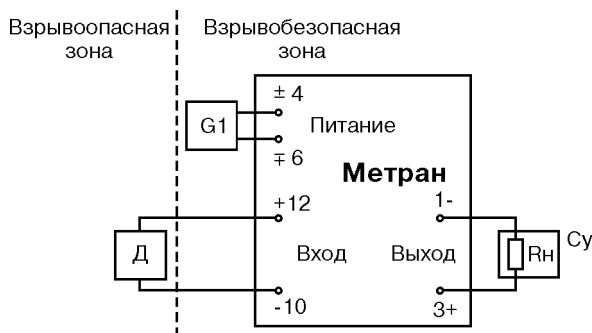 Взрывоопасная
зона
Взрывобезопасная
зона
± 4
G1
Питание
∓ 6
Метран
+12
1-
Д
Вход
Выход
Rн
Су
-10
3+